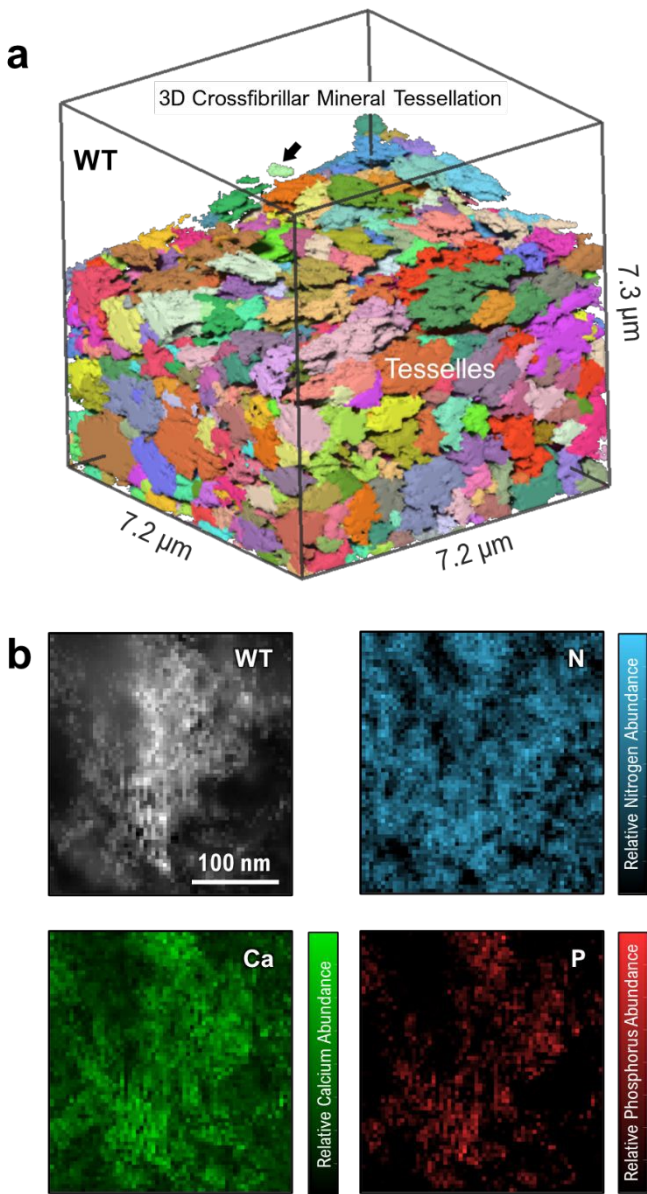 a
3D Crossfibrillar Mineral Tessellation
WT
7.3 µm
Tesselles
7.2 µm
7.2 µm
b
WT
100 nm
N
Relative Nitrogen Abundance
Ca
Relative Calcium Abundance
P
Relative Phosphorus Abundance